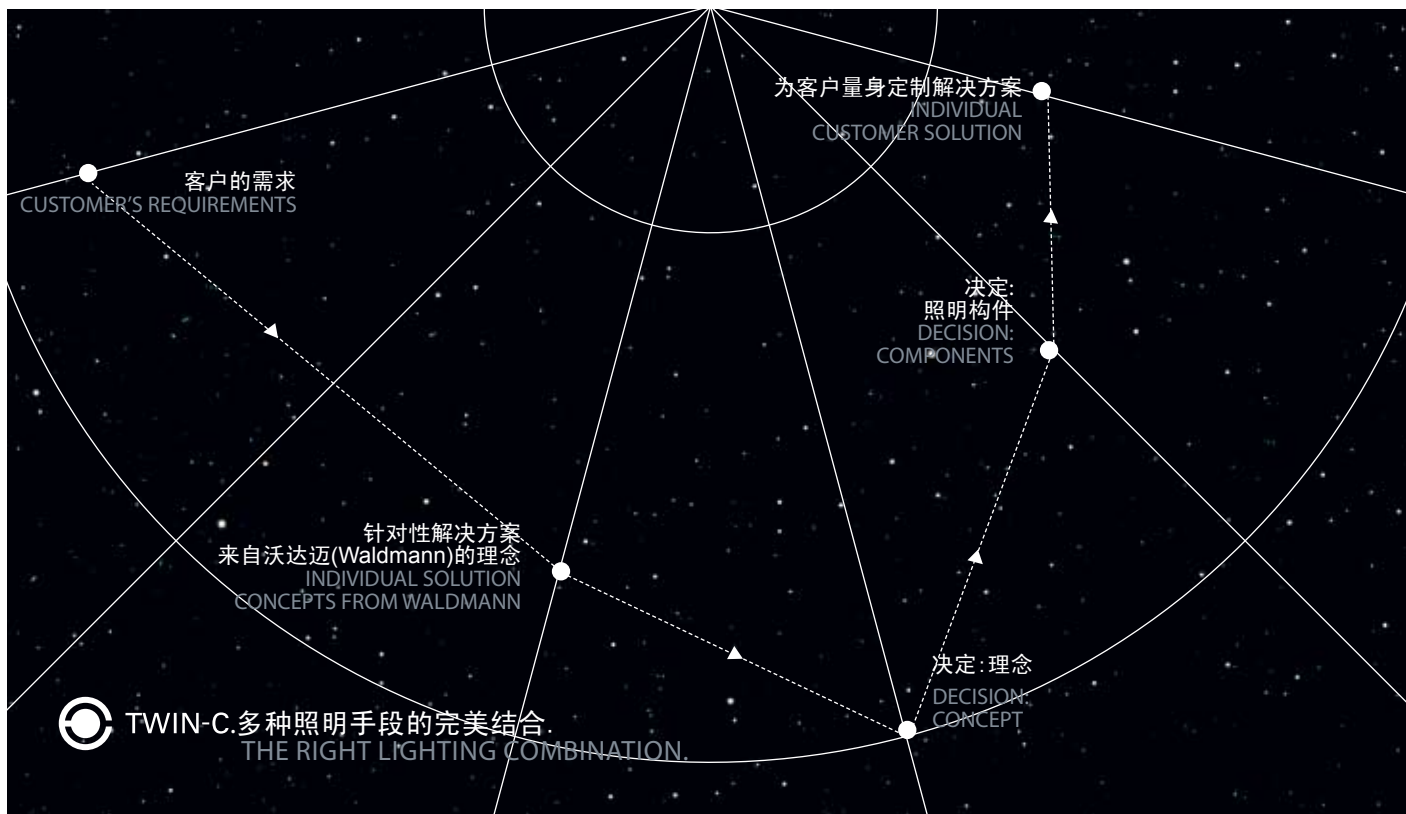 为客户量身定制解决方案
INDIVIDUAL
CUSTOMER SOLUTION
客户的需求
CUSTOMER'S REQUIREMENTS
决定:
照明构件
DECISION:
COMPONENTS
针对性解决方案
来自沃达迈(Waldmann)的理念
INDIVIDUAL SOLUTION
CONCEPTS FROM WALDMANN
决定:理念
DECISION:
CONCEPT
TWIN-C.多种照明手段的完美结合.
THE RIGHT LIGHTING COMBINATION.